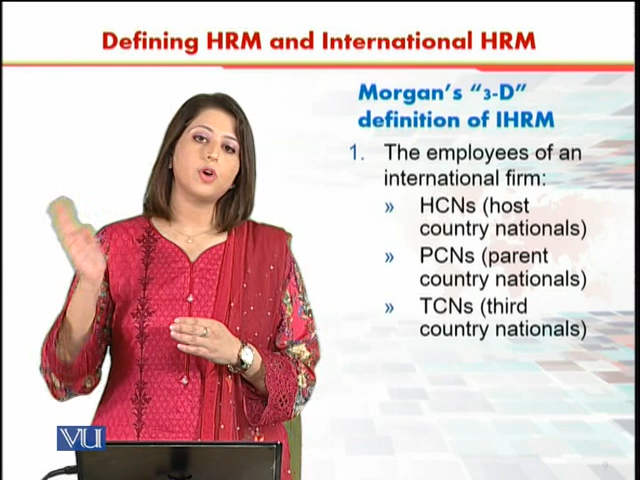 Defining HRM and International HRM
Morgan's "3-D"
definition of IHRM
1. The employees of an
international firm:
» HCNs (host
country nationals)
» PCNs (parent
country nationals)
» TCNs (third
country nationals)
VU
9